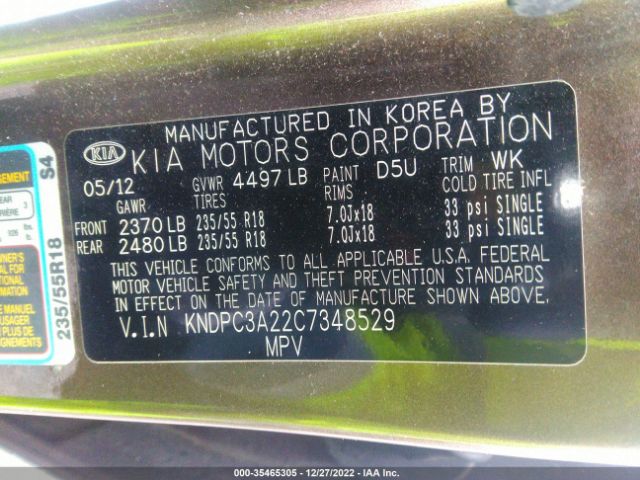 MANUFACTURED IN KOREA BY
KIA KIA MOTORS CORPORATION
05/12 GVWR 4497 LB PAINT D5U TRIM WK
GAWR TIRES RIMS COLD TIRE INFL
FRONT 2370 LB 235/55 R18 7.0Jx18 33 psi SINGLE
REAR 2480 LB 235/55 R18 7.0Jx18 33 psi SINGLE
THIS VEHICLE CONFORMS TO ALL APPLICABLE U.S.A. FEDERAL
MOTOR VEHICLE SAFETY AND THEFT PREVENTION STANDARDS
IN EFFECT ON THE DATE OF MANUFACTURE SHOWN ABOVE.
V.I.N KNDPC3A22C7348529
MPV
235/55R18 S4
000-35465305 - 12/27/2022 - IAA Inc.